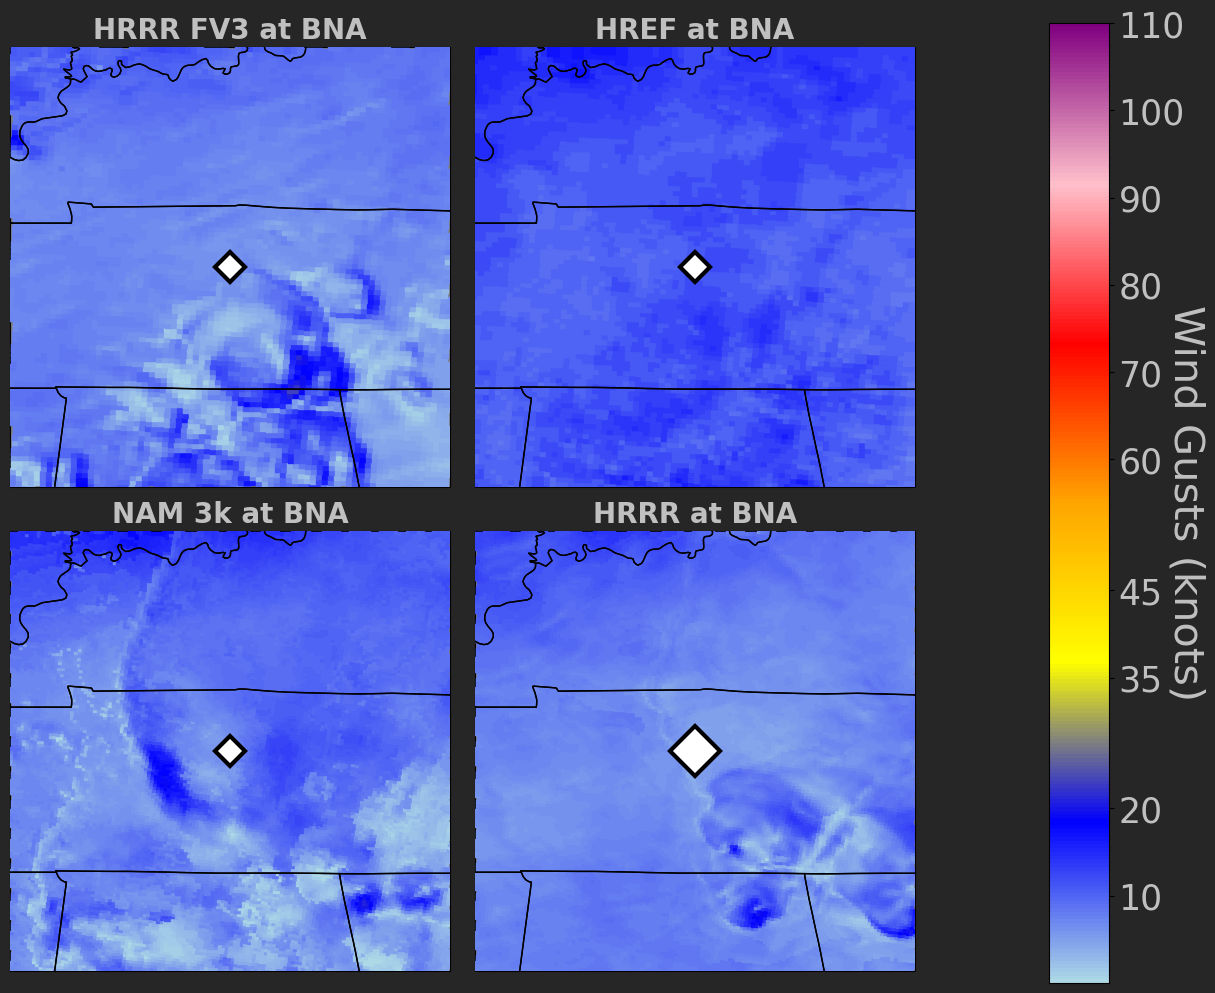 HRRR FV3 at BNA
HREF at BNA
NAM 3k at BNA
HRRR at BNA
110
100
90
80
70
60
45
35
20
10
Wind Gusts (knots)